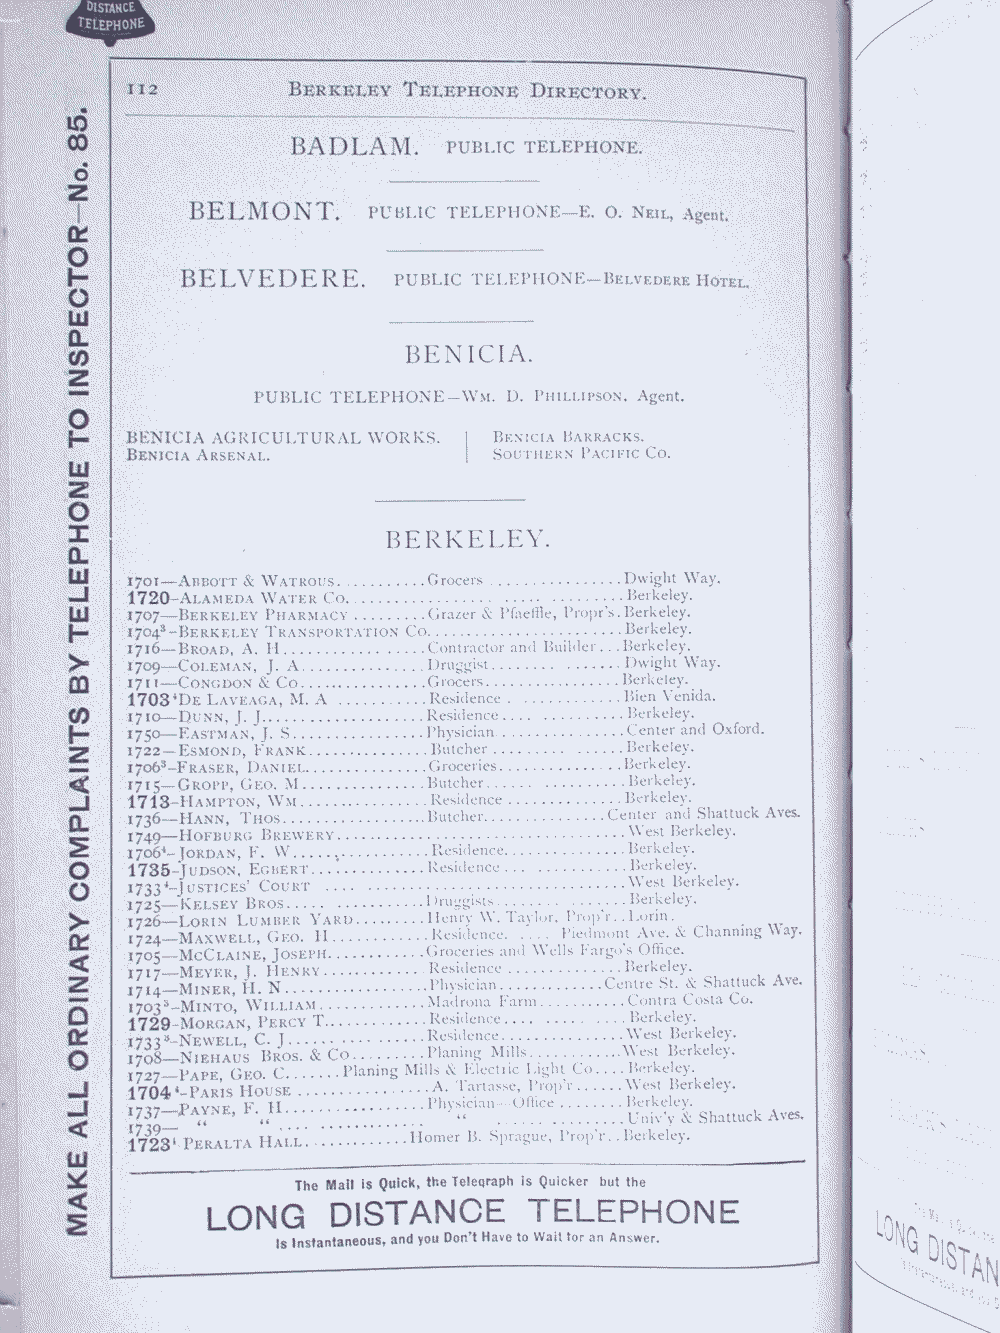 DISTANCE
TELEPHONE
MAKE ALL ORDINARY COMPLAINTS BY TELEPHONE TO INSPECTOR—No. 85.
112 BERKELEY TELEPHONE DIRECTORY.
BADLAM. PUBLIC TELEPHONE.
BELMONT. PUBLIC TELEPHONE—E. O. NEIL, Agent.
BELVEDERE. PUBLIC TELEPHONE—BELVEDERE HOTEL.
BENICIA.
PUBLIC TELEPHONE—WM. D. PHILLIPSON, Agent.
BENICIA AGRICULTURAL WORKS. | BENICIA BARRACKS.
BENICIA ARSENAL. | SOUTHERN PACIFIC CO.
BERKELEY.
1701—ABBOTT & WATROUS..........Grocers ...............Dwight Way.
1720–ALAMEDA WATER CO.................. .... ..........Berkeley.
1707—BERKELEY PHARMACY .........Grazer & Pfaeffle, Propr's.Berkeley.
1704³–BERKELEY TRANSPORTATION CO......................Berkeley.
1716—BROAD, A. H................Contractor and Builder...Berkeley.
1709—COLEMAN, J. A..............Druggist........ ........Dwight Way.
1711—CONGDON & CO...............Grocers................Berkeley.
1703⁴DE LAVEAGA, M. A ..........Residence . ............Bien Venida.
1710—DUNN, J. J..................Residence.... ..........Berkeley.
1750—EASTMAN, J. S...............Physician ..............Center and Oxford.
1722—ESMOND, FRANK.............Butcher ......... .......Berkeley.
1706³–FRASER, DANIEL.............Groceries...............Berkeley.
1715—GROPP, GEO. M..............Butcher...... ..........Berkeley.
1713–HAMPTON, WM...............Residence ..............Berkeley.
1736—HANN, THOS.................Butcher..............Center and Shattuck Aves.
1749—HOFBURG BREWERY.................................West Berkeley.
1706⁴–JORDAN, F. W...............Residence..............Berkeley.
1735–JUDSON, EGBERT.............Residence... ...........Berkeley.
1733⁴–JUSTICES' COURT .... ...........................West Berkeley.
1725—KELSEY BROS..... ..........Druggists........ .......Berkeley.
1726—LORIN LUMBER YARD........Henry W. Taylor, Prop'r..Lorin.
1724—MAXWELL, GEO. H...........Residence. .... Piedmont Ave. & Channing Way.
1705—MCCLAINE, JOSEPH...........Groceries and Wells Fargo's Office.
1717—MEYER, J. HENRY............Residence .............Berkeley.
1714—MINER, H. N................Physician............Centre St. & Shattuck Ave.
1703³–MINTO, WILLIAM............Madrona Farm..........Contra Costa Co.
1729–MORGAN, PERCY T............Residence.... .........Berkeley.
1733³–NEWELL, C. J...............Residence..............West Berkeley.
1708—NIEHAUS BROS. & CO.........Planing Mills...........West Berkeley.
1727—PAPE, GEO. C.......Planing Mills & Electric Light Co....Berkeley.
1704⁴–PARIS HOUSE ...............A. Tartasse, Prop'r ......West Berkeley.
1737—PAYNE, F. H................Physician—Office ........Berkeley.
1739— “ “ .... ............. “ ...... .........Univ'y & Shattuck Aves.
1723¹ PERALTA HALL............Homer B. Sprague, Prop'r..Berkeley.
The Mail is Quick, the Telegraph is Quicker but the
LONG DISTANCE TELEPHONE
Is Instantaneous, and you Don't Have to Wait for an Answer.
LONG DISTAN